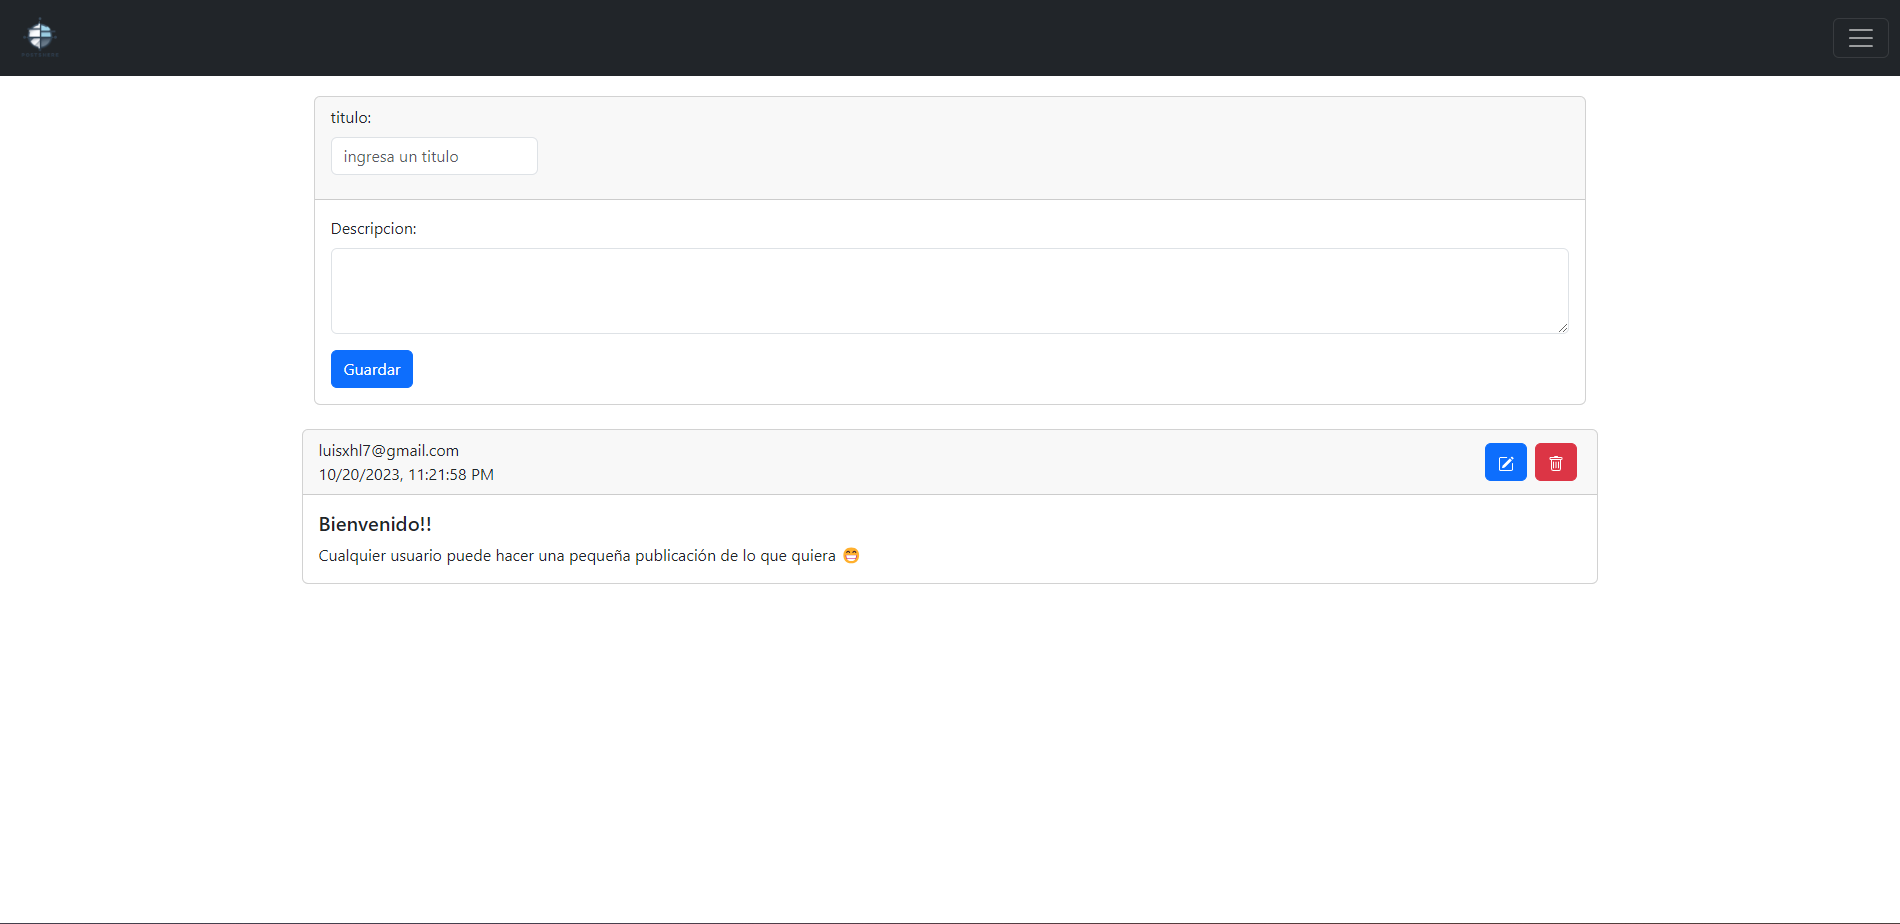 titulo:
ingresa un titulo
Descripcion:
Guardar
luisxhl7@gmail.com
10/20/2023, 11:21:58 PM
Bienvenido!!
Cualquier usuario puede hacer una pequeña publicación de lo que quiera 😁